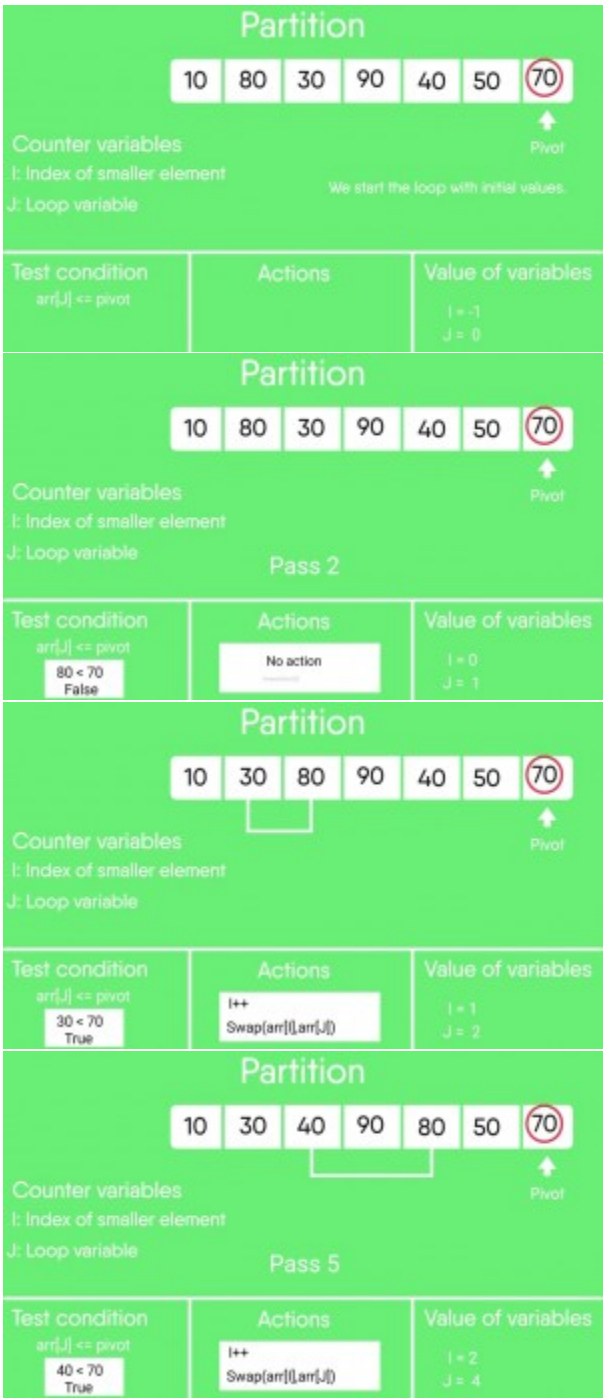 Partition
10 80 30 90 40 50 70
Pivot
Counter variables
I: Index of smaller element
J: Loop variable
We start the loop with initial values.
Test condition
arr[J] <= pivot
Actions
Value of variables
I = -1
J = 0
Partition
10 80 30 90 40 50 70
Pivot
Counter variables
I: Index of smaller element
J: Loop variable
Pass 2
Test condition
arr[J] <= pivot
80 < 70
False
Actions
No action
Value of variables
I = 0
J = 1
Partition
10 30 80 90 40 50 70
Pivot
Counter variables
I: Index of smaller element
J: Loop variable
Test condition
arr[J] <= pivot
30 < 70
True
Actions
I++
Swap(arr[I],arr[J])
Value of variables
I = 1
J = 2
Partition
10 30 40 90 80 50 70
Pivot
Counter variables
I: Index of smaller element
J: Loop variable
Pass 5
Test condition
arr[J] <= pivot
40 < 70
True
Actions
I++
Swap(arr[I],arr[J])
Value of variables
I = 2
J = 4